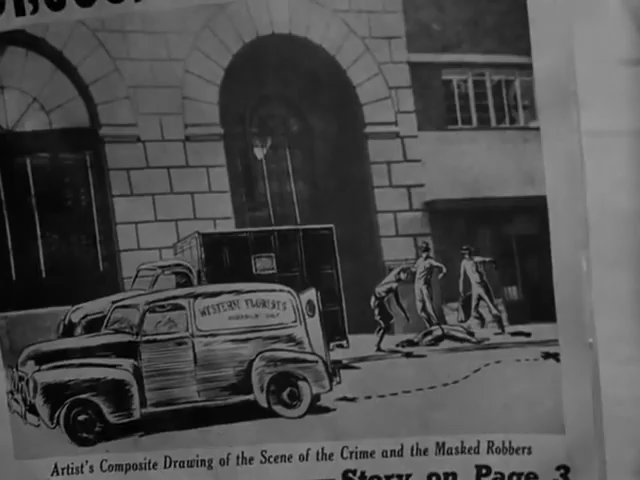 WESTERN FLORISTS
Artist's Composite Drawing of the Scene of the Crime and the Masked Robbers
Story on Page 3